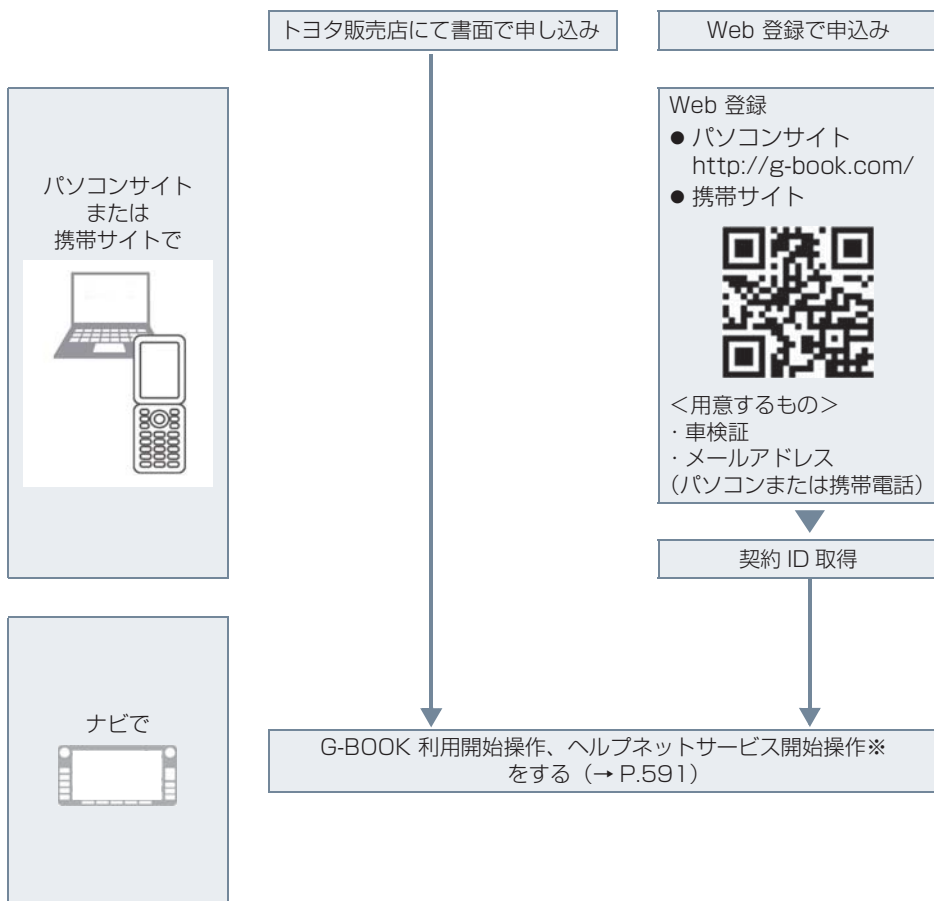 トヨタ販売店にて書面で申し込み
Web 登録で申込み
パソコンサイト
または
携帯サイトで
Web 登録
● パソコンサイト
http://g-book.com/
● 携帯サイト
＜用意するもの＞
・車検証
・メールアドレス
（パソコンまたは携帯電話）
契約 ID 取得
ナビで
G-BOOK 利用開始操作、ヘルプネットサービス開始操作※
をする（→ P.591）